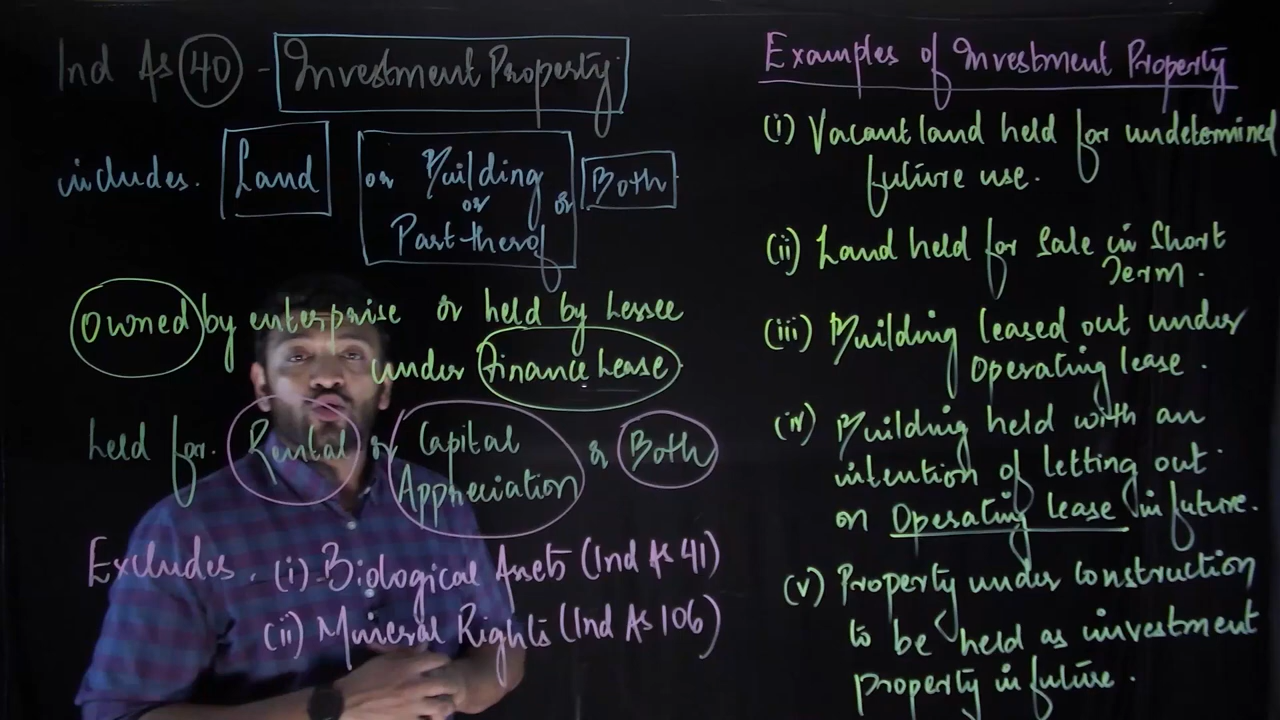 Ind As 40 - Investment Property
includes. Land or Building or Both
or
Part-therof
Owned by enterprise or held by Lessee
under Finance Lease
held for. Rental or Capital or Both
Appreciation
Excludes. (i) Biological Assets (Ind As 41)
(ii) Mineral Rights (Ind As 106)
Examples of Investment Property
(i) Vacant land held for undetermined
future use.
(ii) Land held for Sale in Short
Term.
(iii) Building leased out under
Operating lease.
(iv) Building held with an
intention of letting out
on Operating lease in future.
(v) Property under construction
to be held as investment
property in future.